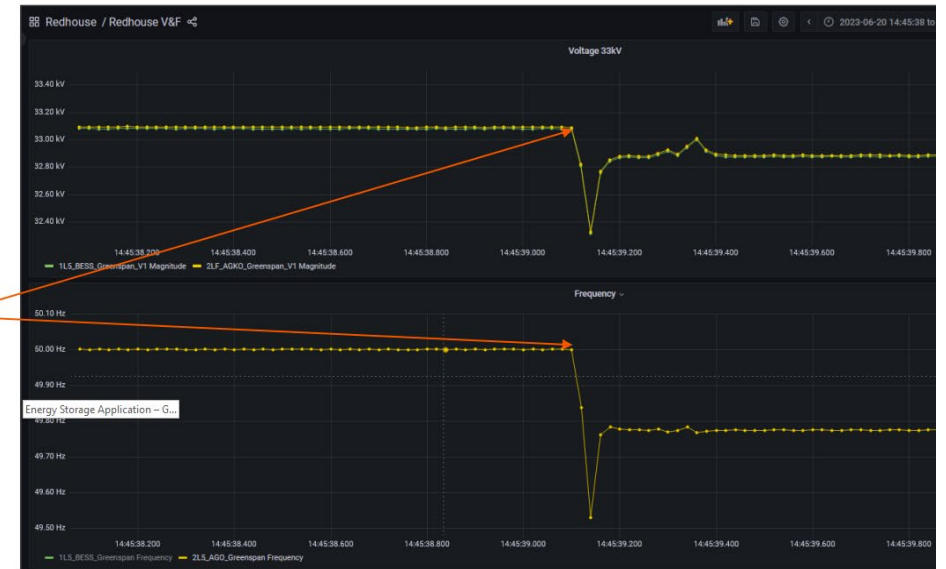 Redhouse / Redhouse V&F
2023-06-20 14:45:38 to
Voltage 33kV
33.40 kV
33.20 kV
33.00 kV
32.80 kV
32.60 kV
32.40 kV
14:45:38.200 14:45:38.400 14:45:38.600 14:45:38.800 14:45:39.000 14:45:39.200 14:45:39.400 14:45:39.600 14:45:39.800
1L5_BESS_Greenspan_V1 Magnitude 2LF_AGKO_Greenspan_V1 Magnitude
Frequency
50.10 Hz
50.00 Hz
49.90 Hz
Energy Storage Application – G...
49.80 Hz
49.70 Hz
49.60 Hz
49.50 Hz
14:45:38.200 14:45:38.400 14:45:38.600 14:45:38.800 14:45:39.000 14:45:39.200 14:45:39.400 14:45:39.600 14:45:39.800
1L5_BESS_Greenspan Frequency 2L5_AGO_Greenspan Frequency